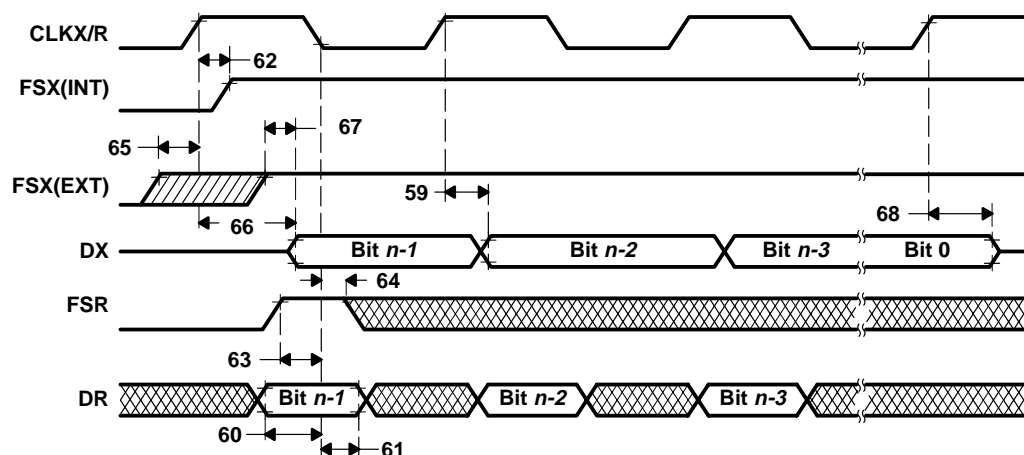 CLKX/R
62
FSX(INT)
67
65
FSX(EXT)
59
66
68
DX
Bit n-1
Bit n-2
Bit n-3
Bit 0
64
FSR
63
DR
Bit n-1
Bit n-2
Bit n-3
60
61